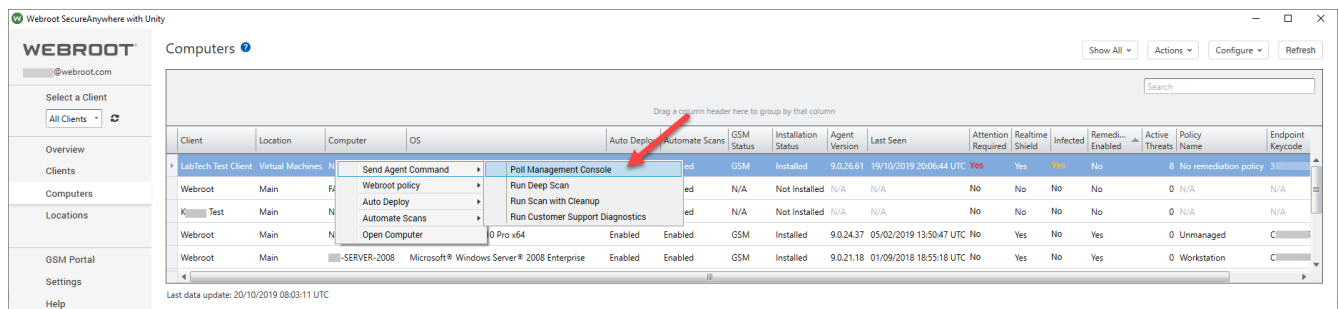 Webroot SecureAnywhere with Unity
WEBROOT
@webroot.com
Select a Client
All Clients
Overview
Clients
Computers
Locations
GSM Portal
Settings
Help
Computers
Show All
Actions
Configure
Refresh
Search
Drag a column header here to group by that column
Client Location Computer OS Auto Deploy Automate Scans GSM Status Installation Status Agent Version Last Seen Attention Required Realtime Shield Infected Remedi... Enabled Active Threats Policy Name Endpoint Keycode
LabTech Test Client Virtual Machines N ed GSM Installed 9.0.26.61 19/10/2019 20:06:44 UTC Yes Yes Yes No 8 No remediation policy 3
Webroot Main ed N/A Not Installed N/A N/A No No No No 0 N/A N/A
K Test Main N ed N/A Not Installed N/A N/A No No No No 0 N/A N/A
Webroot Main N 0 Pro x64 Enabled Enabled GSM Installed 9.0.24.37 05/02/2019 13:50:47 UTC No Yes No Yes 0 Unmanaged C
Webroot Main -SERVER-2008 Microsoft® Windows Server® 2008 Enterprise Enabled Enabled GSM Installed 9.0.21.18 01/09/2018 18:55:18 UTC No Yes No Yes 0 Workstation C
Send Agent Command
Webroot policy
Auto Deploy
Automate Scans
Open Computer
Poll Management Console
Run Deep Scan
Run Scan with Cleanup
Run Customer Support Diagnostics
Last data update: 20/10/2019 08:03:11 UTC